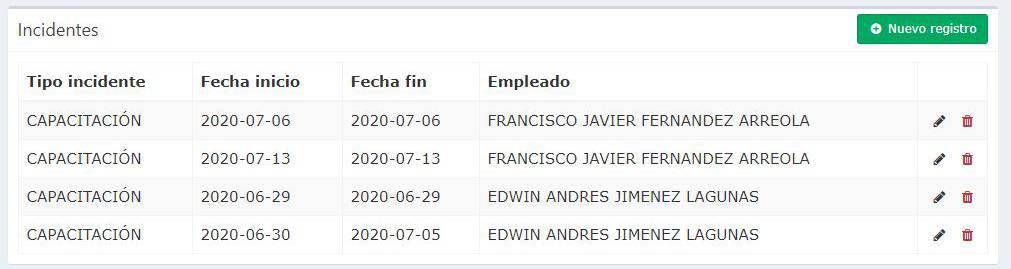 Incidentes
Nuevo registro
Tipo incidente Fecha inicio Fecha fin Empleado
CAPACITACIÓN 2020-07-06 2020-07-06 FRANCISCO JAVIER FERNANDEZ ARREOLA
CAPACITACIÓN 2020-07-13 2020-07-13 FRANCISCO JAVIER FERNANDEZ ARREOLA
CAPACITACIÓN 2020-06-29 2020-06-29 EDWIN ANDRES JIMENEZ LAGUNAS
CAPACITACIÓN 2020-06-30 2020-07-05 EDWIN ANDRES JIMENEZ LAGUNAS